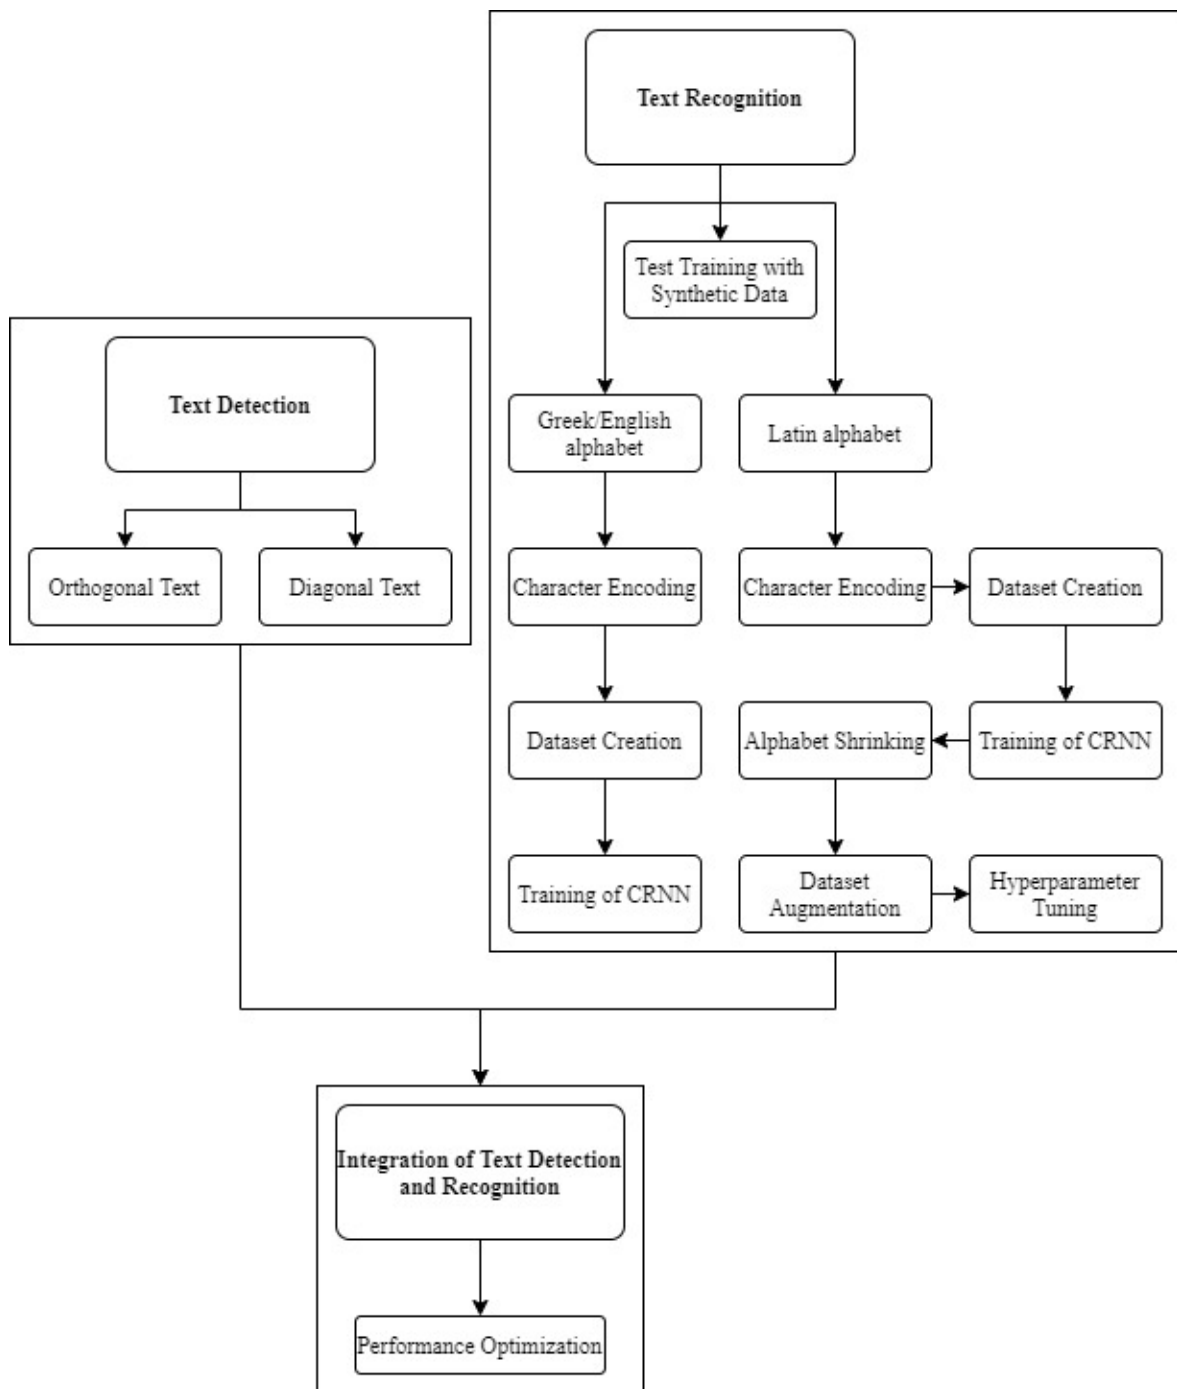 Text Recognition
Test Training with
Synthetic Data
Text Detection
Orthogonal Text
Diagonal Text
Greek/English
alphabet
Latin alphabet
Character Encoding
Character Encoding
Dataset Creation
Dataset Creation
Alphabet Shrinking
Training of CRNN
Training of CRNN
Dataset
Augmentation
Hyperparameter
Tuning
Integration of Text Detection
and Recognition
Performance Optimization